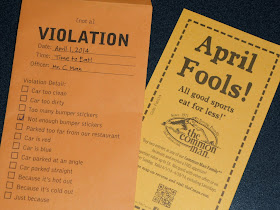 (not a)
VIOLATION
Date: April 1, 2014
Time: "Time to Eat!"
Officer: Mr. C. Man
Violation Detail:
Car too clean
Car too dirty
Too many bumper stickers
Not enough bumper stickers
Parked too far from our restaurant
Car is red
Car is blue
Car parked at an angle
Car parked straight
Because it's hot out
Because it's cold out
Just because
April
Fools!
All good sports
eat for less!
the
common
man